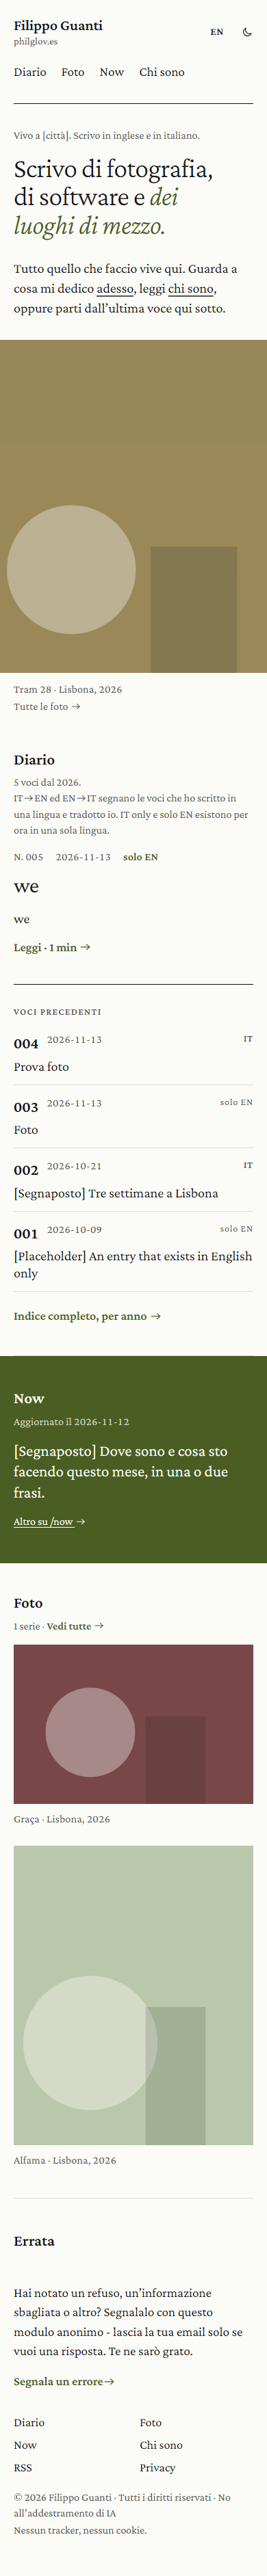 Filippo Guanti
philglov.es
EN
Diario Foto Now Chi sono
Vivo a [città]. Scrivo in inglese e in italiano.
Scrivo di fotografia,
di software e dei
luoghi di mezzo.
Tutto quello che faccio vive qui. Guarda a
cosa mi dedico adesso, leggi chi sono,
oppure parti dall’ultima voce qui sotto.
Tram 28 · Lisbona, 2026
Tutte le foto →
Diario
5 voci dal 2026.
IT→EN ed EN→IT segnano le voci che ho scritto in
una lingua e tradotto io. IT only e solo EN esistono per
ora in una sola lingua.
N. 005 2026-11-13 solo EN
we
we
Leggi · 1 min →
VOCI PRECEDENTI
004 2026-11-13 IT
Prova foto
003 2026-11-13 solo EN
Foto
002 2026-10-21 IT
[Segnaposto] Tre settimane a Lisbona
001 2026-10-09 solo EN
[Placeholder] An entry that exists in English
only
Indice completo, per anno →
Now
Aggiornato il 2026-11-12
[Segnaposto] Dove sono e cosa sto
facendo questo mese, in una o due
frasi.
Altro su /now →
Foto
1 serie · Vedi tutte →
Graça · Lisbona, 2026
Alfama · Lisbona, 2026
Errata
Hai notato un refuso, un’informazione
sbagliata o altro? Segnalalo con questo
modulo anonimo - lascia la tua email solo se
vuoi una risposta. Te ne sarò grato.
Segnala un errore→
Diario Foto
Now Chi sono
RSS Privacy
© 2026 Filippo Guanti · Tutti i diritti riservati · No
all’addestramento di IA
Nessun tracker, nessun cookie.